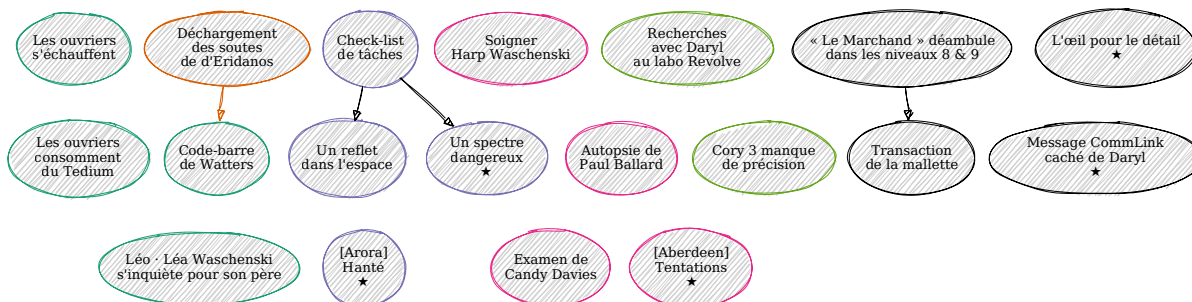 Les ouvriers
s'échauffent
Déchargement
des soutes
de d'Eridanos
Check-list
de tâches
Soigner
Harp Waschenski
Recherches
avec Daryl
au labo Revolve
« Le Marchand » déambule
dans les niveaux 8 & 9
L'œil pour le détail
★
Les ouvriers
consomment
du Tedium
Code-barre
de Watters
Un reflet
dans l'espace
Un spectre
dangereux
★
Autopsie de
Paul Ballard
Cory 3 manque
de précision
Transaction
de la mallette
Message CommLink
caché de Daryl
★
Léo · Léa Waschenski
s'inquiète pour son père
[Arora]
Hanté
★
Examen de
Candy Davies
[Aberdeen]
Tentations
★